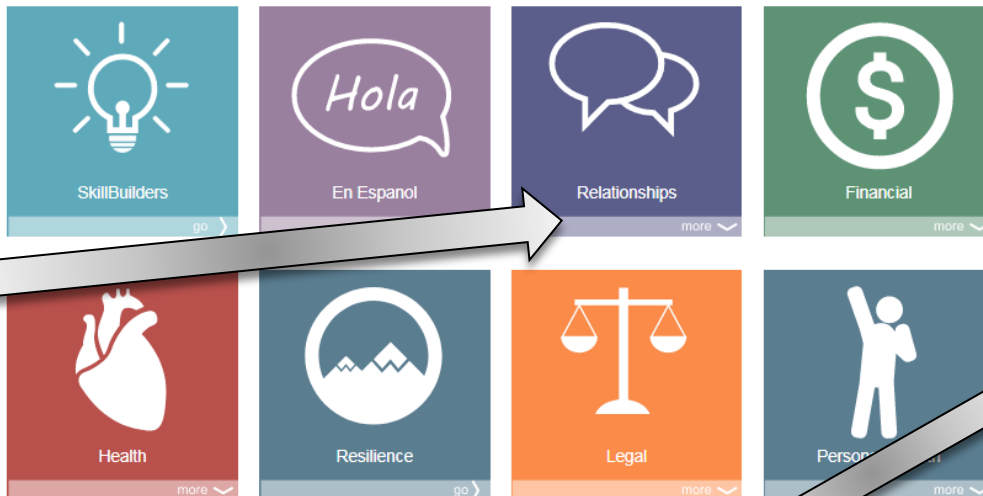 Hola
SkillBuilders
En Espanol
Relationships
Financial
go
more
more
Health
Resilience
Legal
more
go
more
more